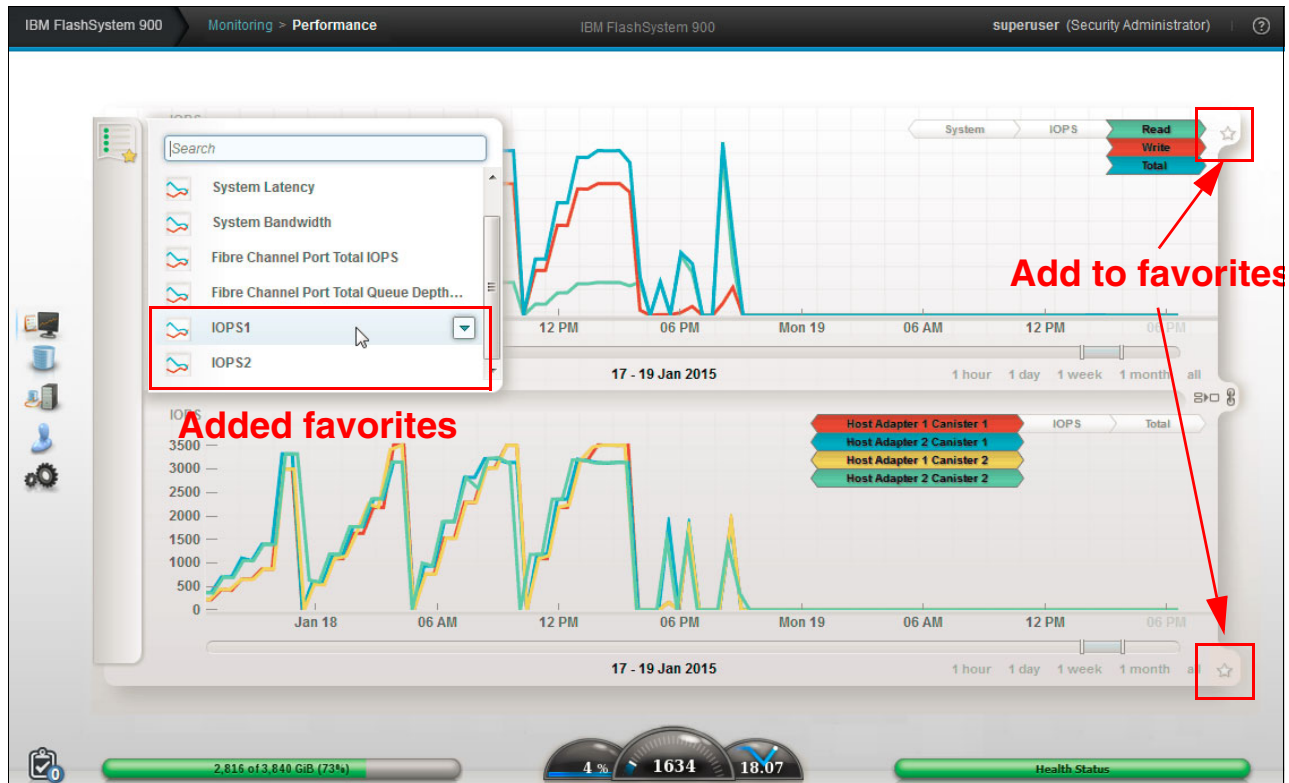 IBM FlashSystem 900
Monitoring > Performance
IBM FlashSystem 900
superuser (Security Administrator)
?
IOPS
Search
System Latency
System Bandwidth
Fibre Channel Port Total IOPS
Fibre Channel Port Total Queue Depth...
IOPS1
IOPS2
System
IOPS
Read
Write
Total
Add to favorites
12 PM
06 PM
Mon 19
06 AM
12 PM
06 PM
17 - 19 Jan 2015
1 hour
1 day
1 week
1 month
all
Added favorites
IOPS
Host Adapter 1 Canister 1
Host Adapter 2 Canister 1
Host Adapter 1 Canister 2
Host Adapter 2 Canister 2
IOPS
Total
3500
3000
2500
2000
1500
1000
500
0
Jan 18
06 AM
12 PM
06 PM
Mon 19
06 AM
12 PM
06 PM
17 - 19 Jan 2015
1 hour
1 day
1 week
1 month
all
0
2,816 of 3,840 GiB (73%)
4 %
1634
18.07
Health Status